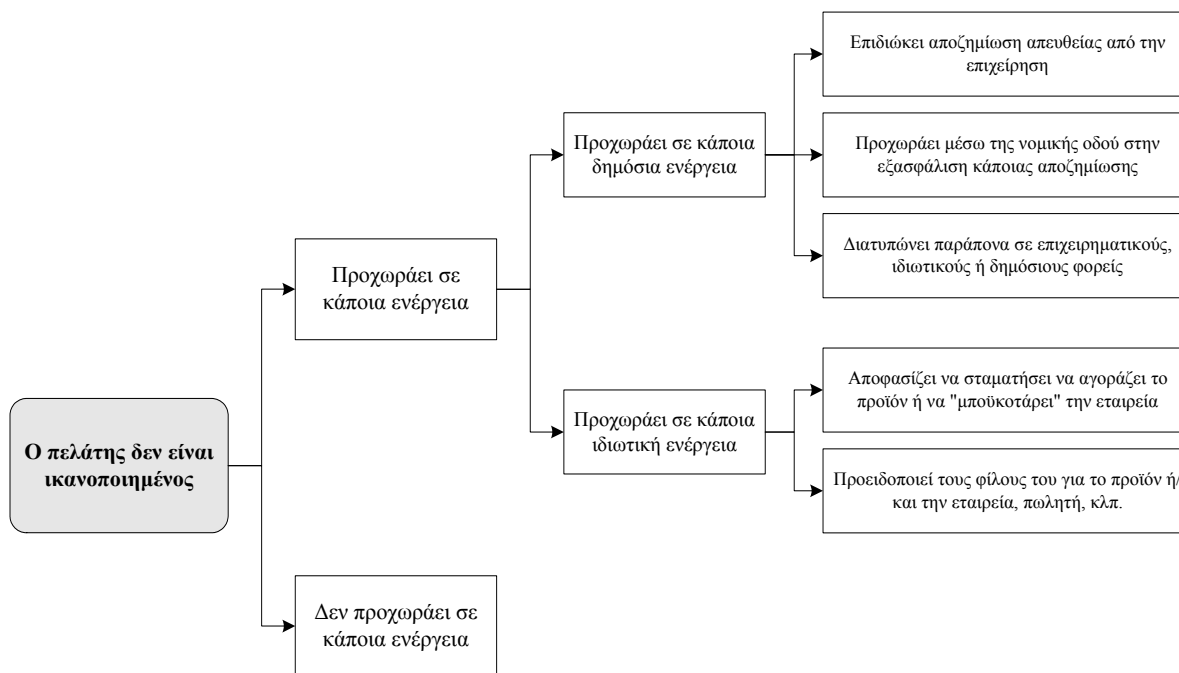 Επιδιώκει αποζημίωση απευθείας από την
επιχείρηση
Προχωράει σε κάποια
δημόσια ενέργεια
Προχωράει μέσω της νομικής οδού στην
εξασφάλιση κάποιας αποζημίωσης
Διατυπώνει παράπονα σε επιχειρηματικούς,
ιδιωτικούς ή δημόσιους φορείς
Προχωράει σε
κάποια ενέργεια
Αποφασίζει να σταματήσει να αγοράζει το
προϊόν ή να "μποϋκοτάρει" την εταιρεία
Προχωράει σε κάποια
ιδιωτική ενέργεια
Ο πελάτης δεν είναι
ικανοποιημένος
Προειδοποιεί τους φίλους του για το προϊόν ή/
και την εταιρεία, πωλητή, κλπ.
Δεν προχωράει σε
κάποια ενέργεια